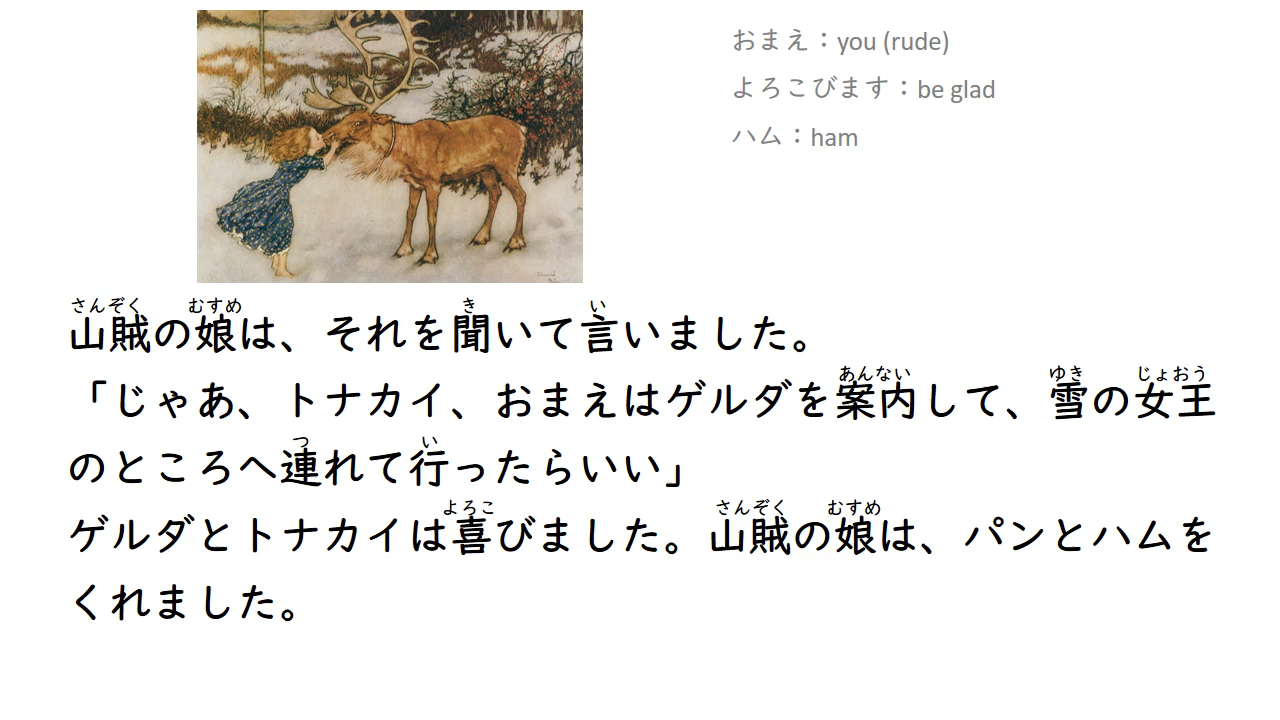 おまえ：you (rude)
よろこびます：be glad
ハム：ham
さんぞく むすめ き い
山賊の娘は、それを聞いて言いました。
あんない ゆき じょおう
「じゃあ、トナカイ、おまえはゲルダを案内して、雪の女王
つ い
のところへ連れて行ったらいい」
よろこ さんぞく むすめ
ゲルダとトナカイは喜びました。山賊の娘は、パンとハムを
くれました。